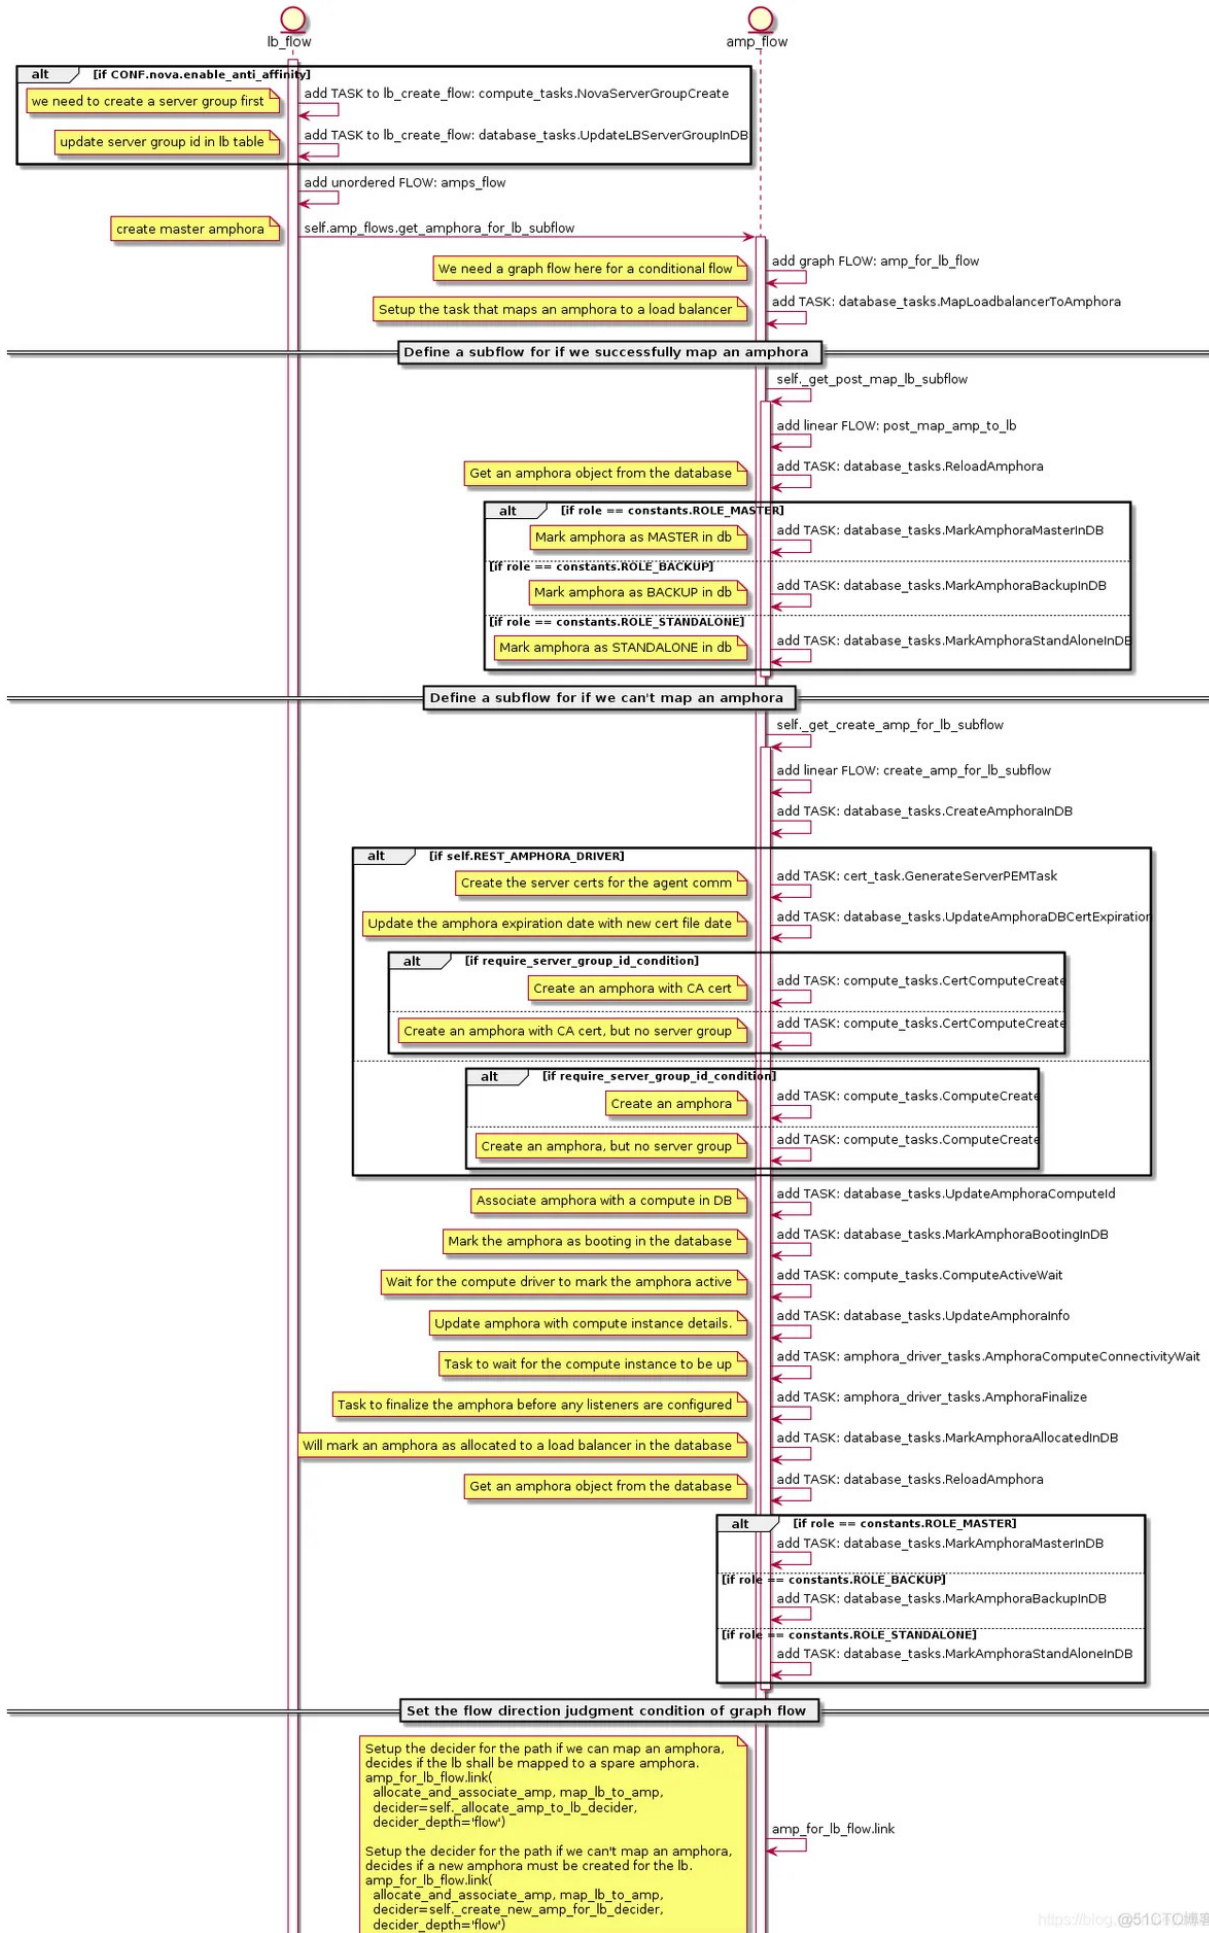 lb_flow
amp_flow
alt
[if CONF.nova.enable_anti_affinity]
we need to create a server group first
add TASK to lb_create_flow: compute_tasks.NovaServerGroupCreate
update server group id in lb table
add TASK to lb_create_flow: database_tasks.UpdateLBServerGroupInDB
add unordered FLOW: amps_flow
create master amphora
self.amp_flows.get_amphora_for_lb_subflow
We need a graph flow here for a conditional flow
add graph FLOW: amp_for_lb_flow
Setup the task that maps an amphora to a load balancer
add TASK: database_tasks.MapLoadbalancerToAmphora
Define a subflow for if we successfully map an amphora
self._get_post_map_lb_subflow
add linear FLOW: post_map_amp_to_lb
Get an amphora object from the database
add TASK: database_tasks.ReloadAmphora
alt
[if role == constants.ROLE_MASTER]
Mark amphora as MASTER in db
add TASK: database_tasks.MarkAmphoraMasterInDB
[if role == constants.ROLE_BACKUP]
Mark amphora as BACKUP in db
add TASK: database_tasks.MarkAmphoraBackupInDB
[if role == constants.ROLE_STANDALONE]
Mark amphora as STANDALONE in db
add TASK: database_tasks.MarkAmphoraStandAloneInDB
Define a subflow for if we can't map an amphora
self._get_create_amp_for_lb_subflow
add linear FLOW: create_amp_for_lb_subflow
add TASK: database_tasks.CreateAmphoraInDB
alt
[if self.REST_AMPHORA_DRIVER]
Create the server certs for the agent comm
add TASK: cert_task.GenerateServerPEMTask
Update the amphora expiration date with new cert file date
add TASK: database_tasks.UpdateAmphoraDBCertExpiration
alt
[if require_server_group_id_condition]
Create an amphora with CA cert
add TASK: compute_tasks.CertComputeCreate
Create an amphora with CA cert, but no server group
add TASK: compute_tasks.CertComputeCreate
alt
[if require_server_group_id_condition]
Create an amphora
add TASK: compute_tasks.ComputeCreate
Create an amphora, but no server group
add TASK: compute_tasks.ComputeCreate
Associate amphora with a compute in DB
add TASK: database_tasks.UpdateAmphoraComputeId
Mark the amphora as booting in the database
add TASK: database_tasks.MarkAmphoraBootingInDB
Wait for the compute driver to mark the amphora active
add TASK: compute_tasks.ComputeActiveWait
Update amphora with compute instance details.
add TASK: database_tasks.UpdateAmphoraInfo
Task to wait for the compute instance to be up
add TASK: amphora_driver_tasks.AmphoraComputeConnectivityWait
Task to finalize the amphora before any listeners are configured
add TASK: amphora_driver_tasks.AmphoraFinalize
Will mark an amphora as allocated to a load balancer in the database
add TASK: database_tasks.MarkAmphoraAllocatedInDB
Get an amphora object from the database
add TASK: database_tasks.ReloadAmphora
alt
[if role == constants.ROLE_MASTER]
add TASK: database_tasks.MarkAmphoraMasterInDB
[if role == constants.ROLE_BACKUP]
add TASK: database_tasks.MarkAmphoraBackupInDB
[if role == constants.ROLE_STANDALONE]
add TASK: database_tasks.MarkAmphoraStandAloneInDB
Set the flow direction judgment condition of graph flow
Setup the decider for the path if we can map an amphora,
decides if the lb shall be mapped to a spare amphora.
amp_for_lb_flow.link(
allocate_and_associate_amp, map_lb_to_amp,
decider=self._allocate_amp_to_lb_decider,
decider_depth='flow')
amp_for_lb_flow.link
Setup the decider for the path if we can't map an amphora,
decides if a new amphora must be created for the lb.
amp_for_lb_flow.link(
allocate_and_associate_amp, map_lb_to_amp,
decider=self._create_new_amp_for_lb_decider,
decider_depth='flow')
https://blog.
@51CTO博客